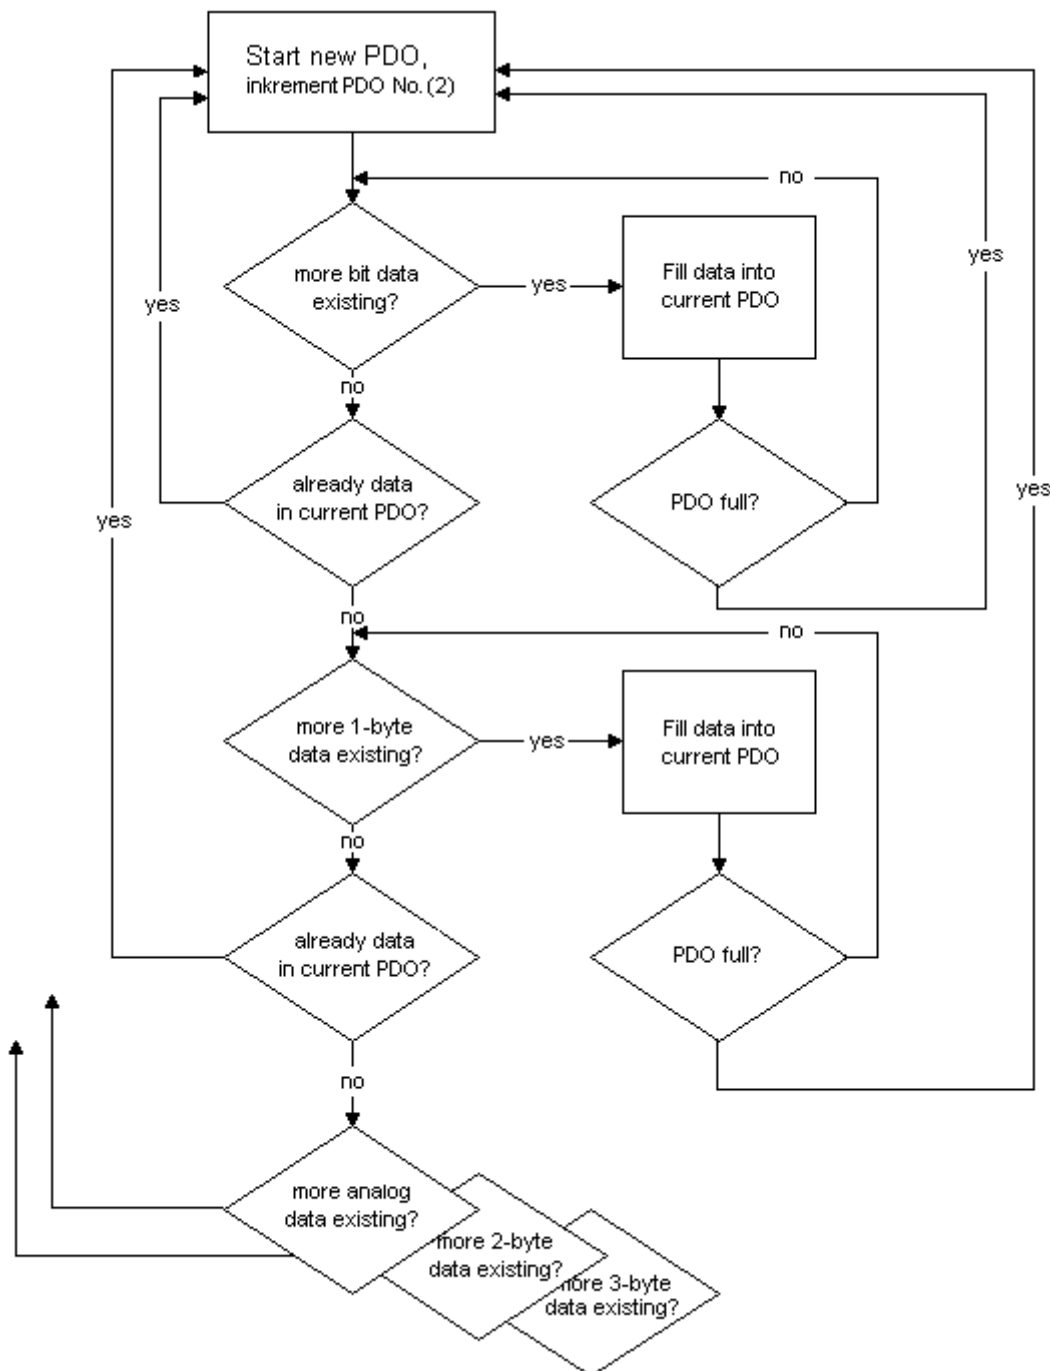 Start new PDO,
inkrement PDO No. (2)
no
more bit data
existing?
yes
Fill data into
current PDO
yes
yes
no
already data
in current PDO?
PDO full?
yes
yes
no
no
more 1-byte
data existing?
yes
Fill data into
current PDO
no
already data
in current PDO?
PDO full?
no
more analog
data existing?
more 2-byte
data existing?
more 3-byte
data existing?